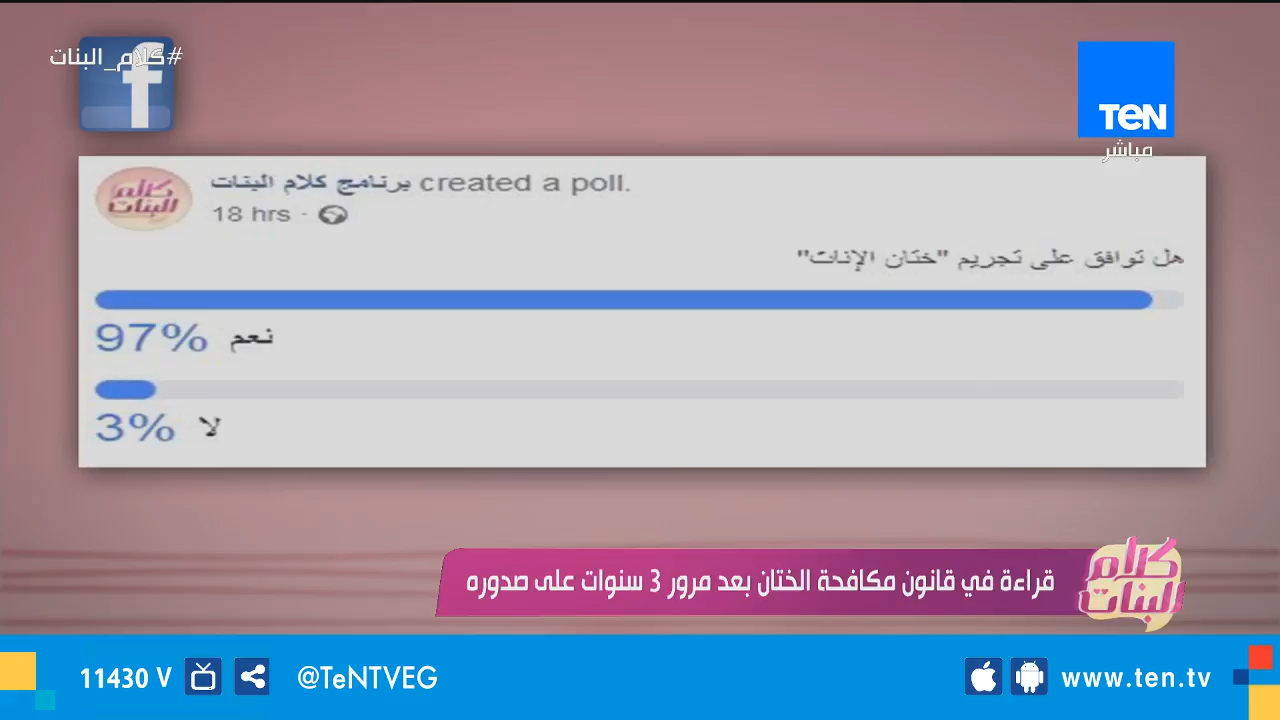 #كلام_البنات
TeN
مباشر
كلام
البنات
برنامج كلام البنات created a poll.
18 hrs ·
هل توافق على تجريم "ختان الإناث"
97% نعم
3% لا
قراءة في قانون مكافحة الختان بعد مرور 3 سنوات على صدوره
كلام
البنات
11430 V
@TeNTVEG
www.ten.tv